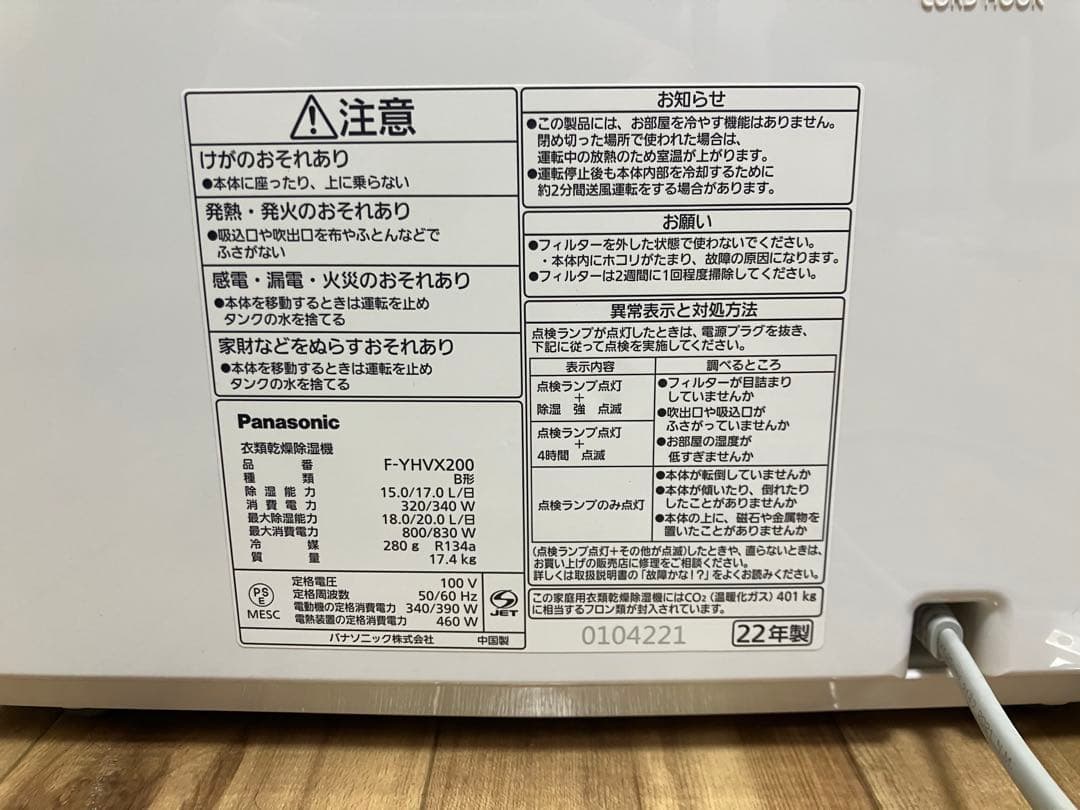 CORD HOOK
⚠注意
けがのおそれあり
●本体に座ったり、上に乗らない
発熱・発火のおそれあり
●吸込口や吹出口を布やふとんなどで
ふさがない
感電・漏電・火災のおそれあり
●本体を移動するときは運転を止め
タンクの水を捨てる
家財などをぬらすおそれあり
●本体を移動するときは運転を止め
タンクの水を捨てる
Panasonic
衣類乾燥除湿機
品番 F-YHVX200
種類 B形
除湿能力 15.0/17.0 L/日
消費電力 320/340 W
最大除湿能力 18.0/20.0 L/日
最大消費電力 800/830 W
冷媒 280 g R134a
質量 17.4 kg
PSE
MESC
定格電圧 100 V
定格周波数 50/60 Hz
電動機の定格消費電力 340/390 W
電熱装置の定格消費電力 460 W
JET
パナソニック株式会社 中国製
お知らせ
●この製品には、お部屋を冷やす機能はありません。
閉め切った場所で使われた場合は、
運転中の放熱のため室温が上がります。
●運転停止後も本体内部を冷却するために
約2分間送風運転をする場合があります。
お願い
●フィルターを外した状態で使わないでください。
・本体内にホコリがたまり、故障の原因になります。
●フィルターは2週間に1回程度掃除してください。
異常表示と対処方法
点検ランプが点灯したときは、電源プラグを抜き、
下記に従って点検を実施してください。
表示内容 調べるところ
点検ランプ点灯
+
除湿 強 点滅
点検ランプ点灯
+
4時間 点滅
●フィルターが目詰まり
していませんか
●吹出口や吸込口が
ふさがっていませんか
●お部屋の湿度が
低すぎませんか
点検ランプのみ点灯
●本体が転倒していませんか
●本体が傾いたり、倒れたり
したことがありませんか
●本体の上に、磁石や金属物を
置いたことがありませんか
(点検ランプ点灯+その他が点滅)したときや、直らないときは、
お買い上げの販売店に修理をご相談ください。
詳しくは取扱説明書の「故障かな!?」をよくお読みください。
この家庭用衣類乾燥除湿機にはCO₂(温暖化ガス)401 kg
に相当するフロン類が封入されています。
0104221
22年製